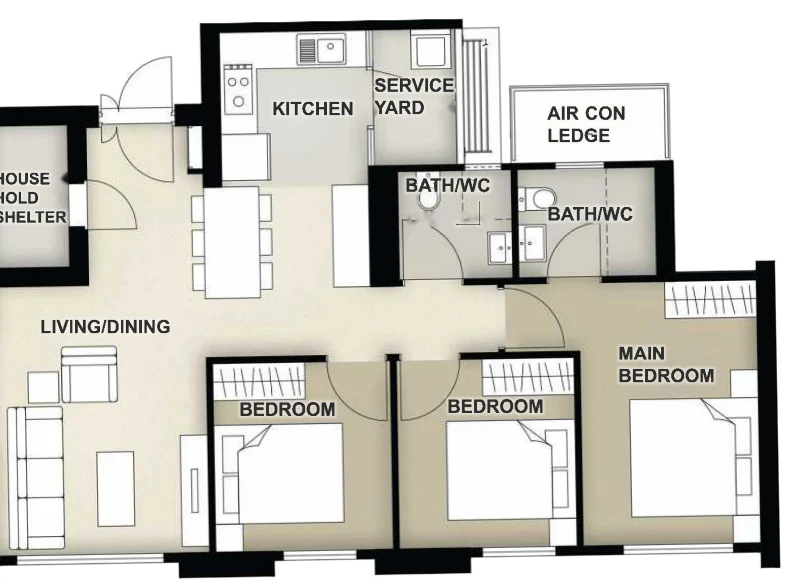 KITCHEN
SERVICE
YARD
AIR CON
LEDGE
HOUSE
HOLD
SHELTER
BATH/WC
BATH/WC
LIVING/DINING
MAIN
BEDROOM
BEDROOM
BEDROOM